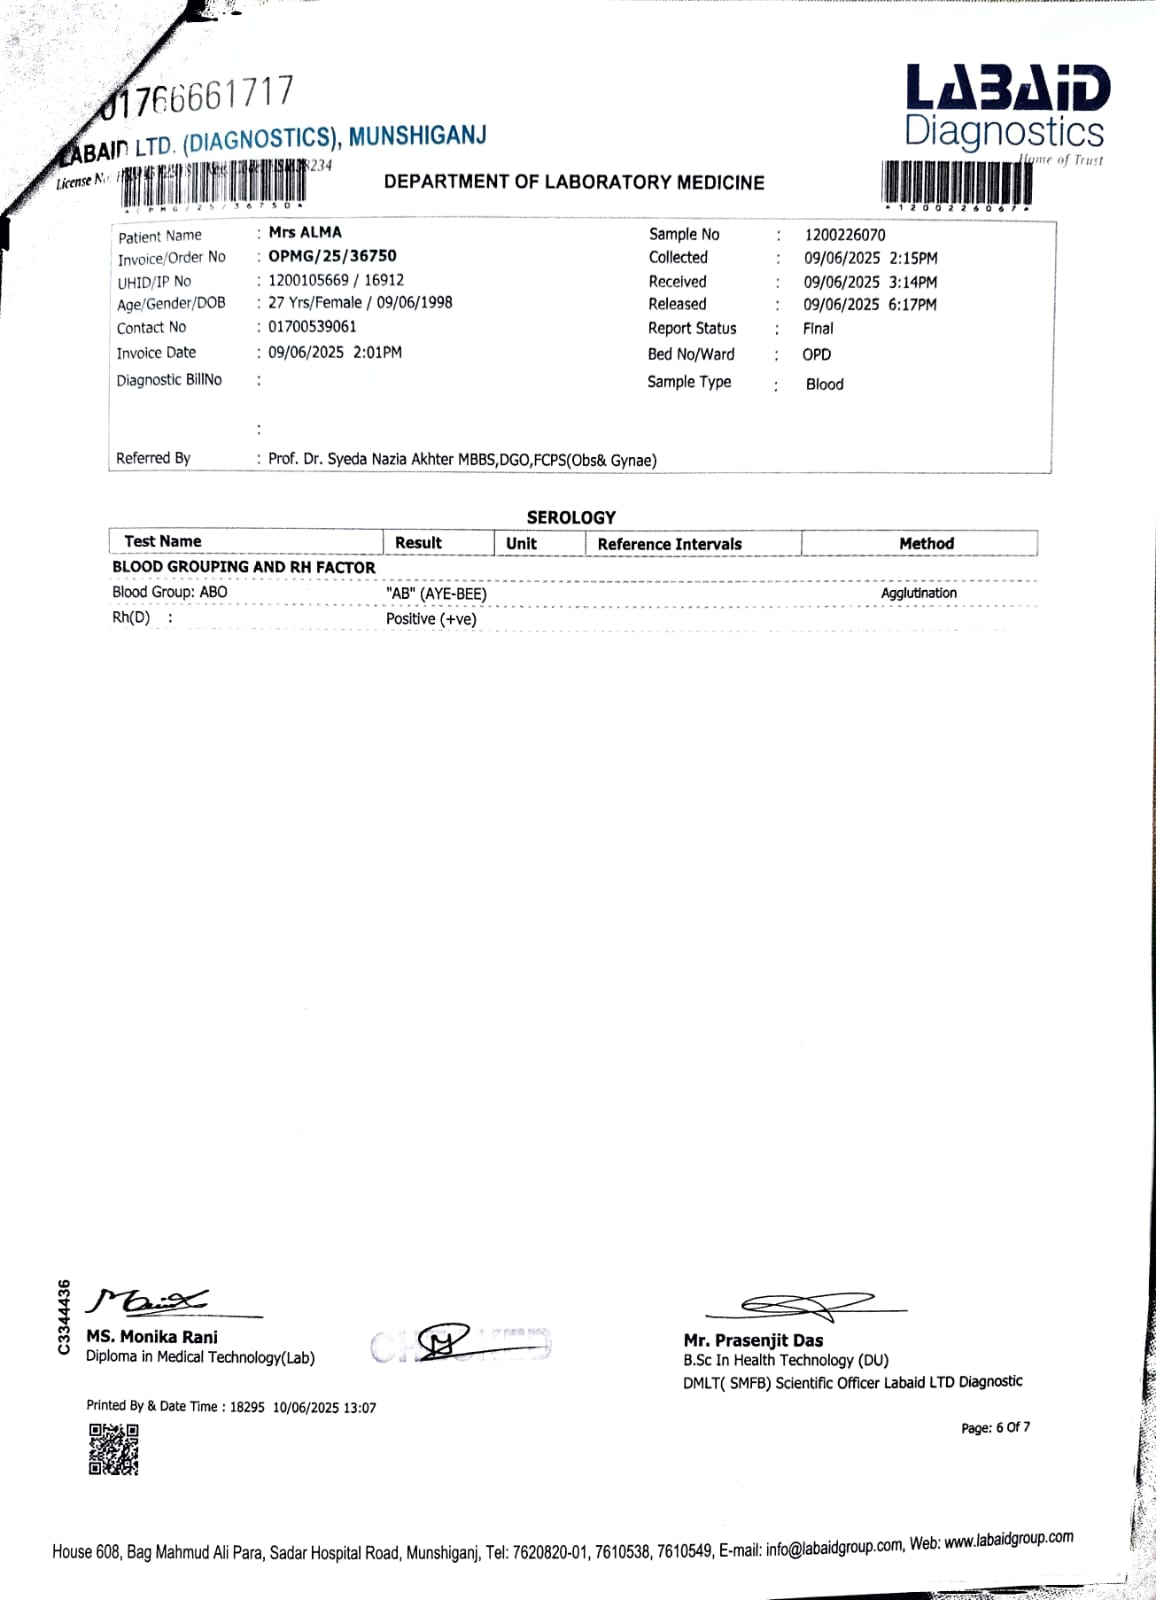 01766661717
LABAID
Diagnostics
Home of Trust
LABAID LTD. (DIAGNOSTICS), MUNSHIGANJ
License No.
DEPARTMENT OF LABORATORY MEDICINE
*1200226067*
Patient Name : Mrs ALMA
Sample No : 1200226070
Invoice/Order No : OPMG/25/36750
Collected : 09/06/2025 2:15PM
UHID/IP No : 1200105669 / 16912
Received : 09/06/2025 3:14PM
Age/Gender/DOB : 27 Yrs/Female / 09/06/1998
Released : 09/06/2025 6:17PM
Contact No : 01700539061
Report Status : Final
Invoice Date : 09/06/2025 2:01PM
Bed No/Ward : OPD
Diagnostic BillNo :
Sample Type : Blood
:
Referred By : Prof. Dr. Syeda Nazia Akhter MBBS,DGO,FCPS(Obs& Gynae)
SEROLOGY
Test Name Result Unit Reference Intervals Method
BLOOD GROUPING AND RH FACTOR
Blood Group: ABO "AB" (AYE-BEE) Agglutination
Rh(D) : Positive (+ve)
C3344436
MS. Monika Rani
Diploma in Medical Technology(Lab)
CHECKED
Mr. Prasenjit Das
B.Sc In Health Technology (DU)
DMLT( SMFB) Scientific Officer Labaid LTD Diagnostic
Printed By & Date Time : 18295 10/06/2025 13:07
Page: 6 Of 7
House 608, Bag Mahmud Ali Para, Sadar Hospital Road, Munshiganj, Tel: 7620820-01, 7610538, 7610549, E-mail: info@labaidgroup.com, Web: www.labaidgroup.com